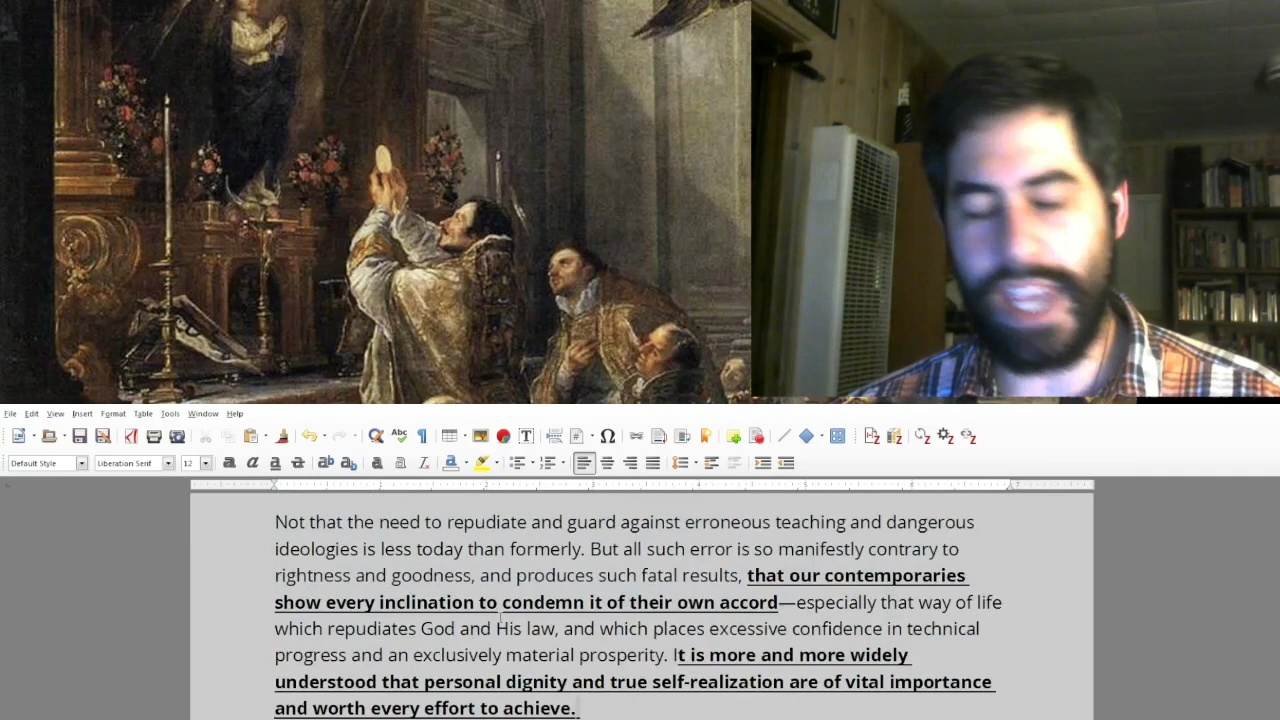 File Edit View Insert Format Table Tools Window Help
Default Style Liberation Serif 12
Not that the need to repudiate and guard against erroneous teaching and dangerous
ideologies is less today than formerly. But all such error is so manifestly contrary to
rightness and goodness, and produces such fatal results, that our contemporaries
show every inclination to condemn it of their own accord—especially that way of life
which repudiates God and His law, and which places excessive confidence in technical
progress and an exclusively material prosperity. It is more and more widely
understood that personal dignity and true self-realization are of vital importance
and worth every effort to achieve.